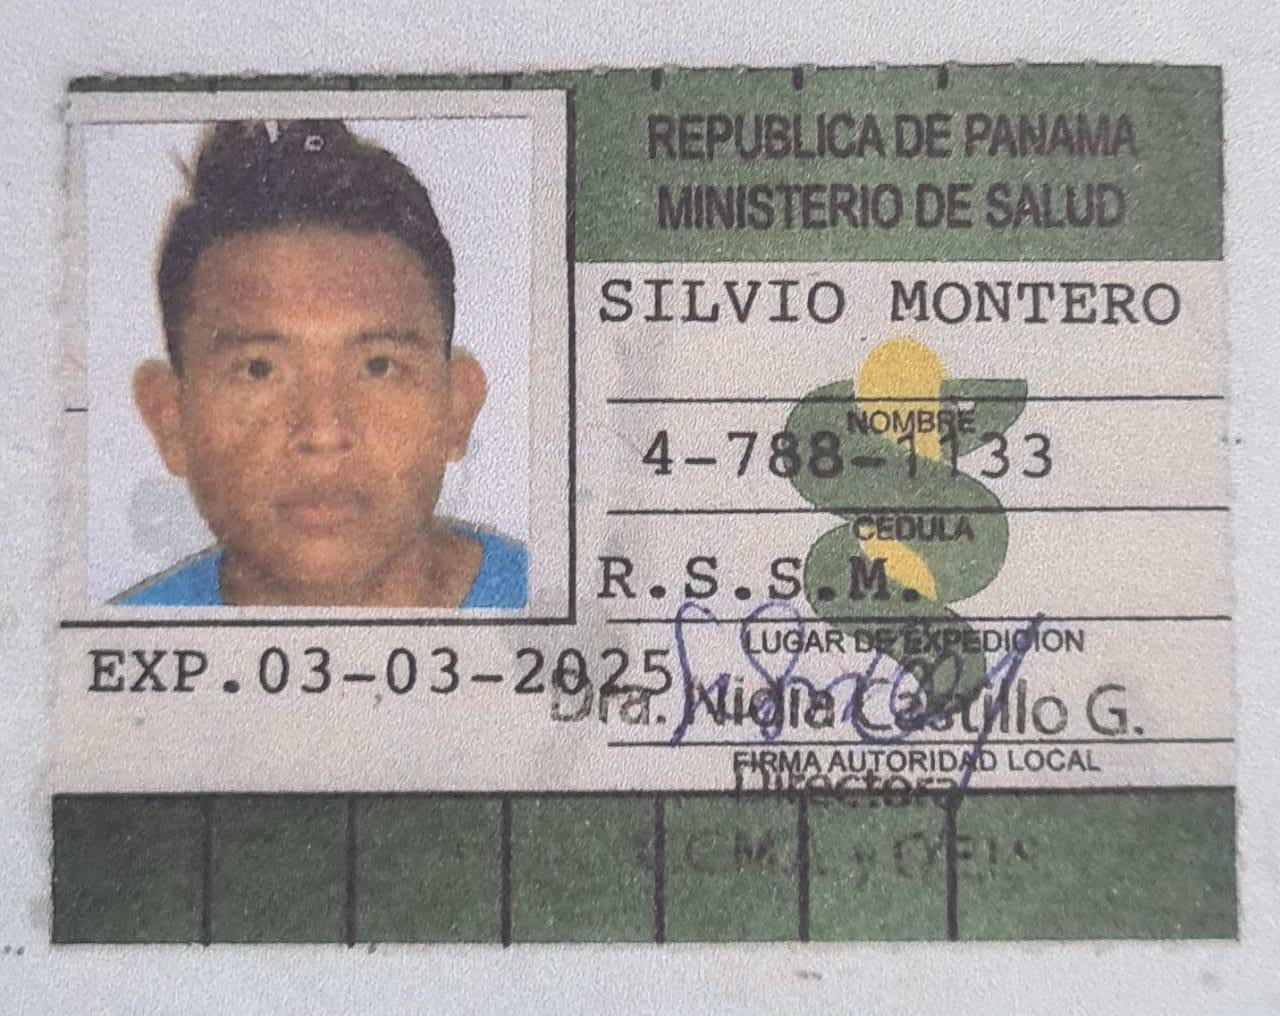 REPUBLICA DE PANAMA
MINISTERIO DE SALUD
SILVIO MONTERO
NOMBRE
4-788-1133
CEDULA
R.S.S.M.
LUGAR DE EXPEDICION
EXP.03-03-2025
Dra. Nidia Castillo G.
FIRMA AUTORIDAD LOCAL
Directora